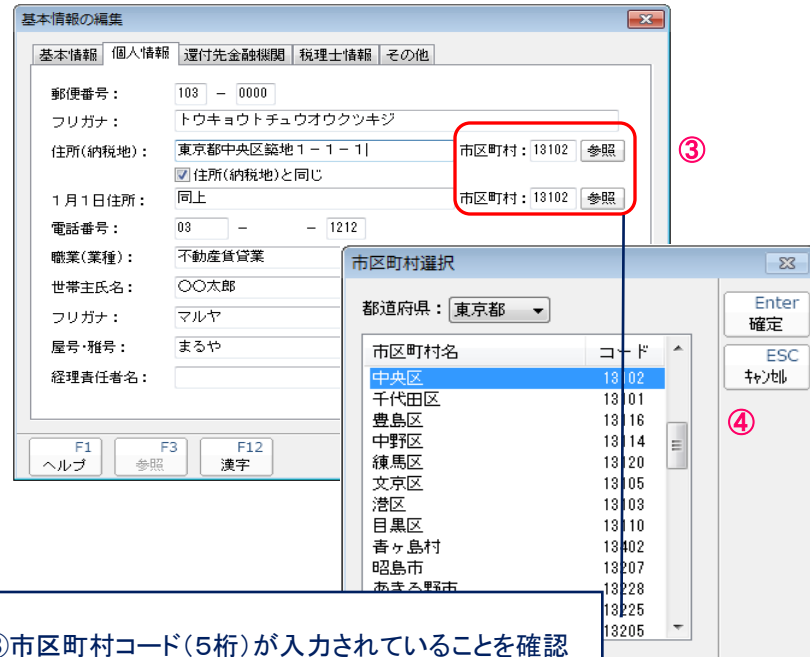 基本情報の編集
基本情報 個人情報 還付先金融機関 税理士情報 その他
郵便番号： 103 － 0000
フリガナ： トウキョウトチュウオウクツキジ
住所(納税地)： 東京都中央区築地１－１－１ 市区町村： 13102 参照
住所(納税地)と同じ
１月１日住所： 同上 市区町村： 13102 参照
③
電話番号： 03 － － 1212
職業(業種)： 不動産賃貸業
世帯主氏名： 〇〇太郎
フリガナ： マルヤ
屋号・雅号： まるや
経理責任者名：
F1 ヘルプ
F3 参照
F12 漢字
市区町村選択
都道府県： 東京都
Enter 確定
ESC ｷｬﾝｾﾙ
④
市区町村名 コード
中央区 13102
千代田区 13101
豊島区 13116
中野区 13114
練馬区 13120
文京区 13105
港区 13103
目黒区 13110
青ヶ島村 13402
昭島市 13207
あきる野市 13228
13225
13205
③市区町村コード（５桁）が入力されていることを確認